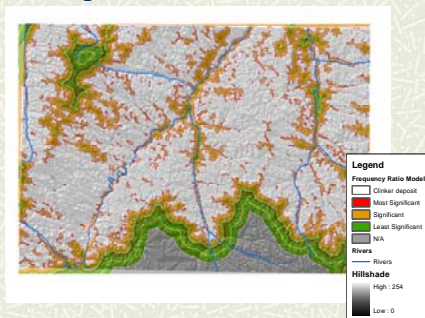 Legend
Frequency Ratio Model
Clinker deposit
Most Significant
Significant
Least Significant
N/A
Rivers
Rivers
Hillshade
High : 254
Low : 0